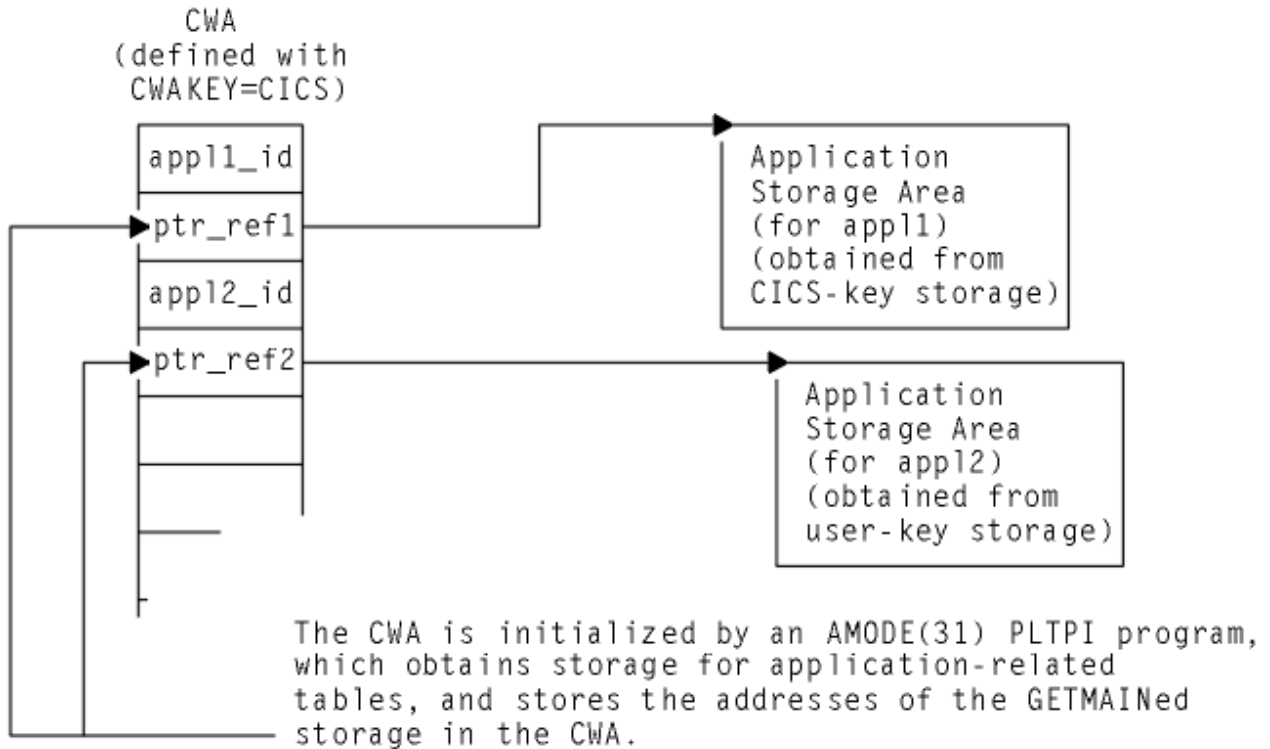 CWA
(defined with
CWAKEY=CICS)
appl1_id
ptr_ref1
appl2_id
ptr_ref2
Application
Storage Area
(for appl1)
(obtained from
CICS-key storage)
Application
Storage Area
(for appl2)
(obtained from
user-key storage)
The CWA is initialized by an AMODE(31) PLTPI program,
which obtains storage for application-related
tables, and stores the addresses of the GETMAINed
storage in the CWA.